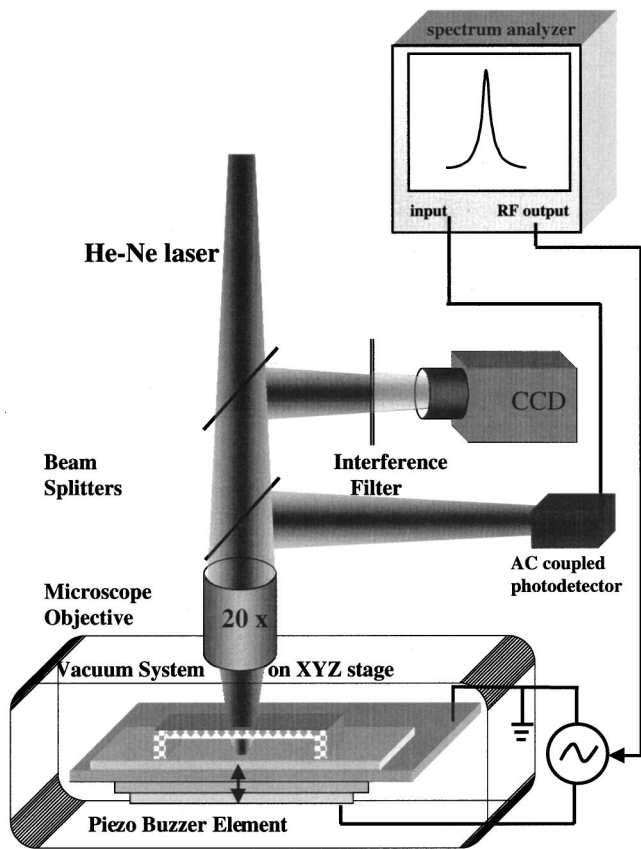 spectrum analyzer
input RF output
He-Ne laser
CCD
Beam
Splitters
Interference
Filter
AC coupled
photodetector
Microscope
Objective
20 x
Vacuum System on XYZ stage
Piezo Buzzer Element